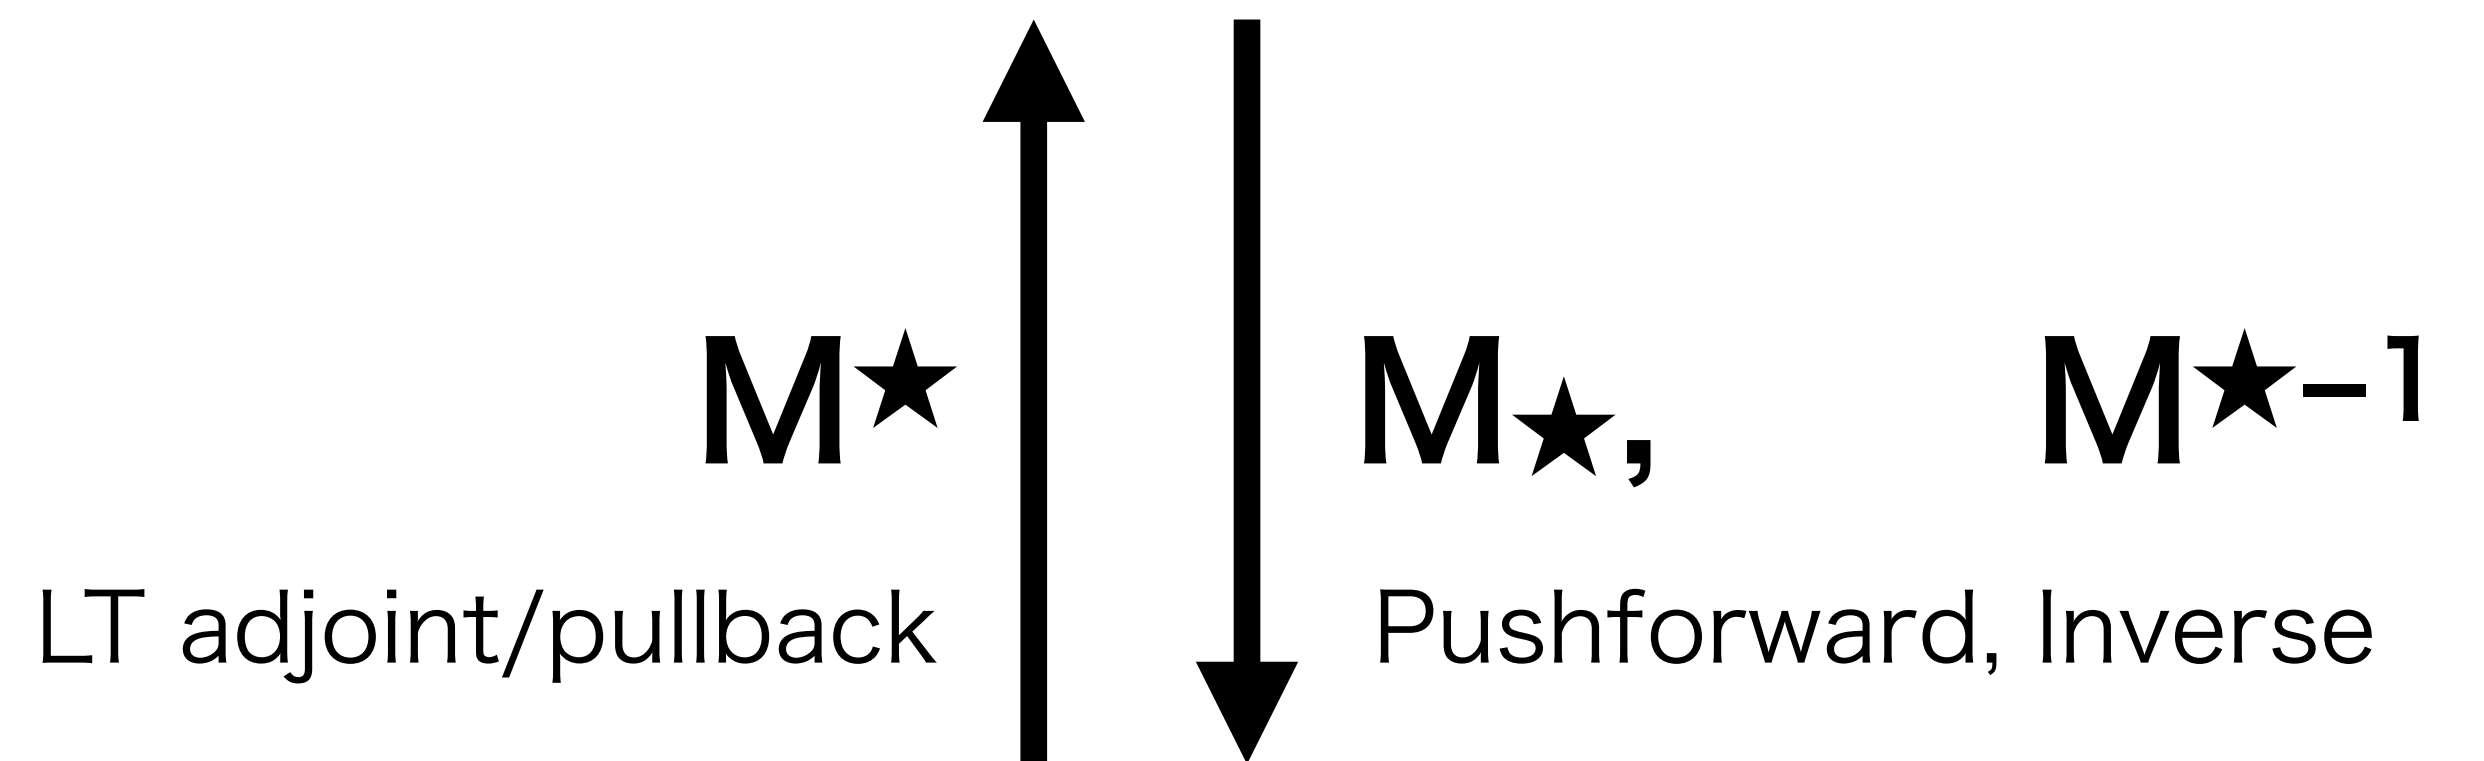 M★ M★, M★–1
LT adjoint/pullback Pushforward, Inverse